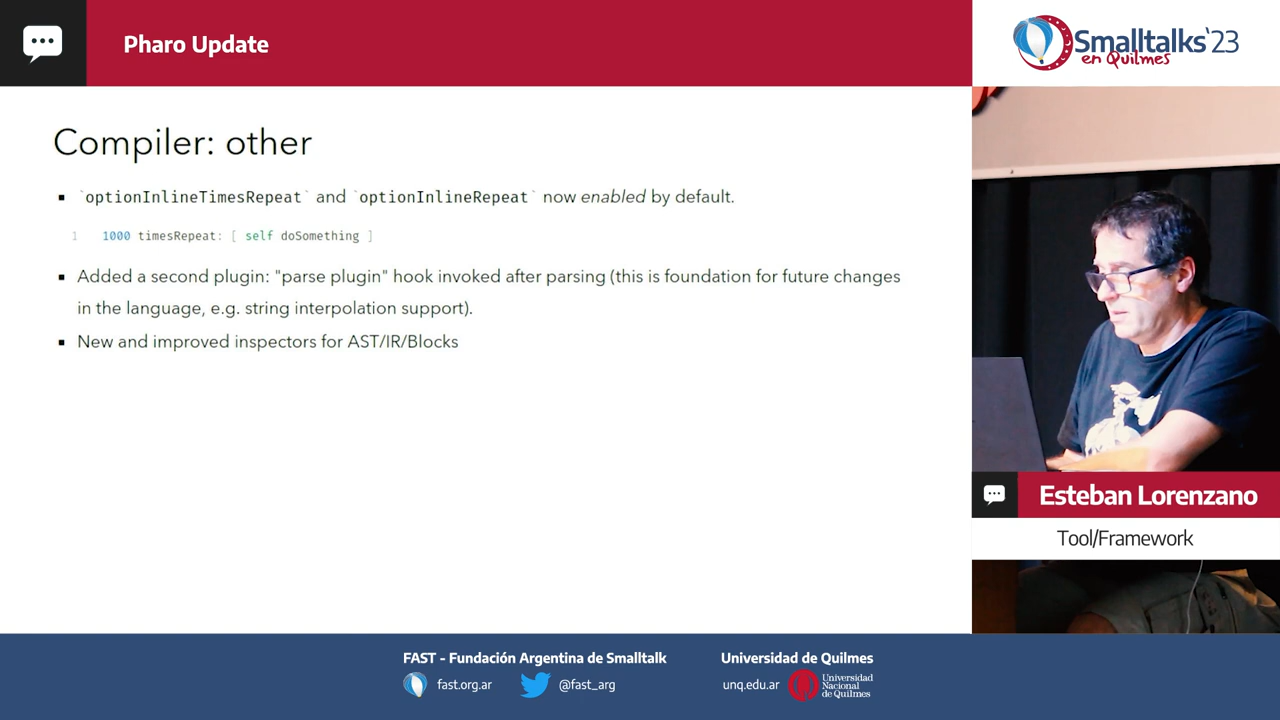 Pharo Update
Smalltalks'23
en Quilmes
Compiler: other
▪ `optionInlineTimesRepeat` and `optionInlineRepeat` now enabled by default.
1 1000 timesRepeat: [ self doSomething ]
▪ Added a second plugin: "parse plugin" hook invoked after parsing (this is foundation for future changes
in the language, e.g. string interpolation support).
▪ New and improved inspectors for AST/IR/Blocks
Esteban Lorenzano
Tool/Framework
FAST - Fundación Argentina de Smalltalk
fast.org.ar
@fast_arg
Universidad de Quilmes
unq.edu.ar
Universidad
Nacional
de Quilmes